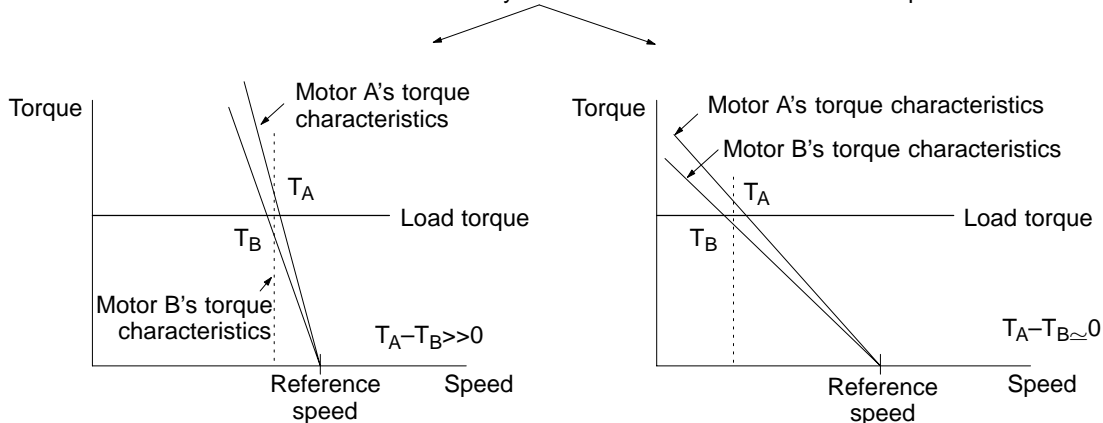 Torque
Motor A's torque
characteristics
T_A
Load torque
T_B
Motor B's torque
characteristics
T_A–T_B>>0
Reference
speed
Speed
Torque
Motor A's torque characteristics
Motor B's torque characteristics
T_A
Load torque
T_B
T_A–T_B≃0
Reference
speed
Speed